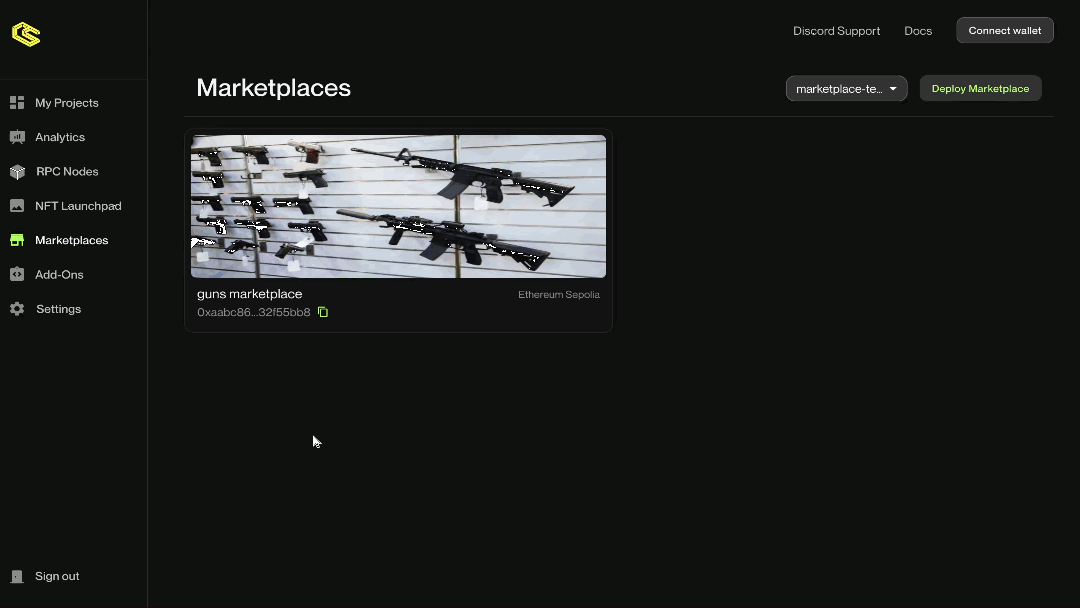 Discord Support
Docs
Connect wallet
Marketplaces
marketplace-te...
Deploy Marketplace
My Projects
Analytics
RPC Nodes
NFT Launchpad
Marketplaces
Add-Ons
Settings
guns marketplace
Ethereum Sepolia
0xaabc86...32f55bb8
Sign out